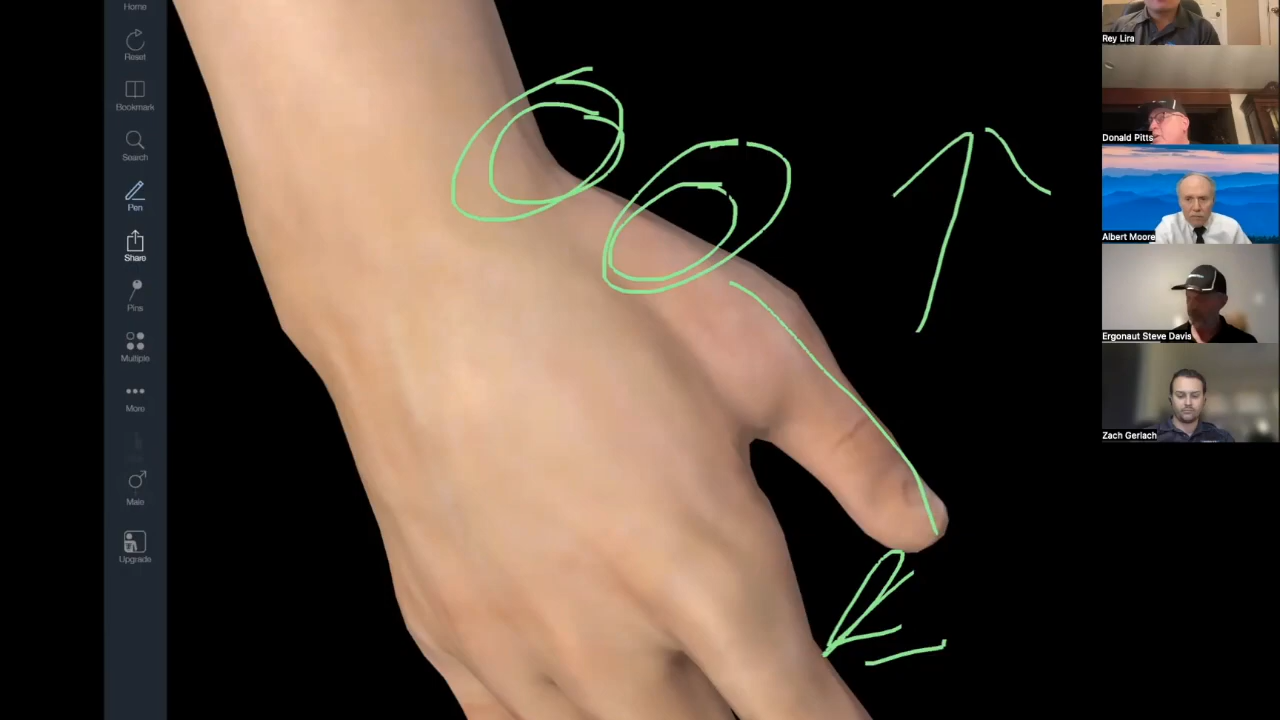 Home
Reset
Bookmark
Search
Pen
Share
Pins
Multiple
More
Male
Upgrade
Rey Lira
Donald Pitts
Albert Moore
Ergonaut Steve Davis
Zach Gerlach